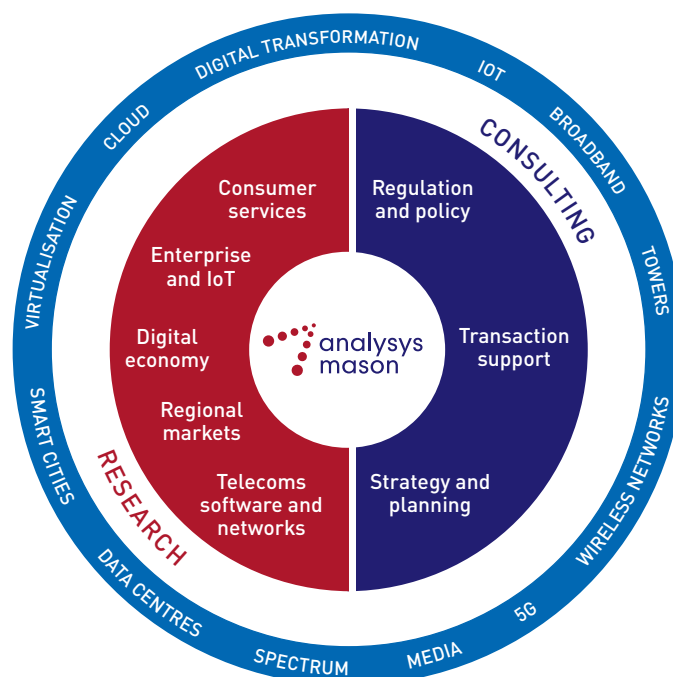 DIGITAL TRANSFORMATION
IOT
BROADBAND
TOWERS
WIRELESS NETWORKS
5G
MEDIA
SPECTRUM
DATA CENTRES
SMART CITIES
VIRTUALISATION
CLOUD
CONSULTING
RESEARCH
Consumer
services
Enterprise
and IoT
Digital
economy
Regional
markets
Telecoms
software and
networks
Regulation
and policy
Transaction
support
Strategy and
planning
analysys
mason